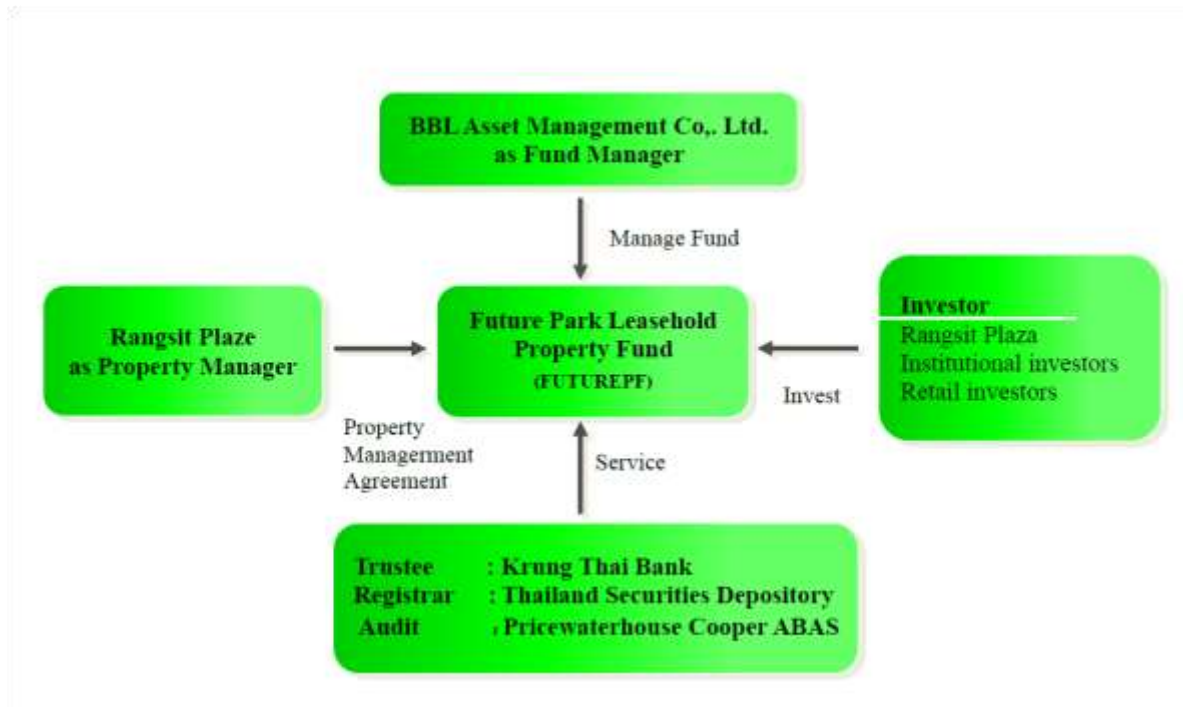 BBL Asset Management Co,. Ltd.
as Fund Manager
Manage Fund
Rangsit Plaze
as Property Manager
Future Park Leasehold
Property Fund
(FUTUREPF)
Investor
Rangsit Plaza
Institutional investors
Retail investors
Invest
Property
Managerment
Agreement
Service
Trustee : Krung Thai Bank
Registrar : Thailand Securities Depository
Audit : Pricewaterhouse Cooper ABAS